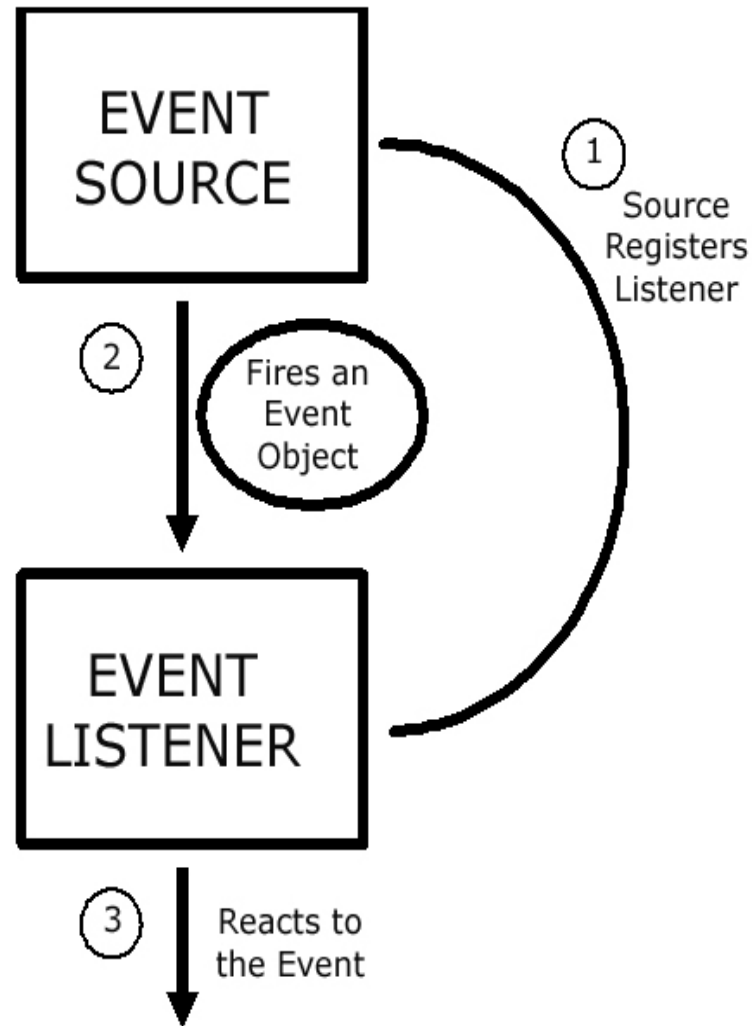 EVENT
SOURCE
1
Source
Registers
Listener
2
Fires an
Event
Object
EVENT
LISTENER
3
Reacts to
the Event